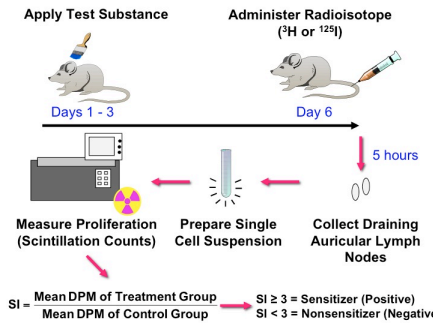 Apply Test Substance
Administer Radioisotope
(³H or ¹²⁵I)
Days 1 - 3
Day 6
5 hours
Measure Proliferation
(Scintillation Counts)
Prepare Single
Cell Suspension
Collect Draining
Auricular Lymph
Nodes
SI = Mean DPM of Treatment Group
Mean DPM of Control Group
SI ≥ 3 = Sensitizer (Positive)
SI < 3 = Nonsensitizer (Negative